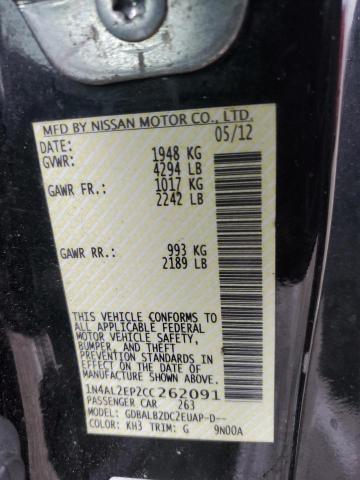 MFD BY NISSAN MOTOR CO., LTD.
DATE: 05/12
GVWR: 1948 KG
4294 LB
GAWR FR.: 1017 KG
2242 LB
GAWR RR.: 993 KG
2189 LB
THIS VEHICLE CONFORMS TO
ALL APPLICABLE FEDERAL
MOTOR VEHICLE SAFETY,
BUMPER, AND THEFT
PREVENTION STANDARDS IN
EFFECT ON THE DATE OF
MANUFACTURE SHOWN ABOVE.
1N4AL2EP2CC262091
PASSENGER CAR 263
MODEL: GDBALB2DC2EUAP-D--
COLOR: KH3 TRIM: G 9N00A